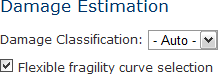 Damage Estimation
Damage Classification: - Auto -
Flexible fragility curve selection